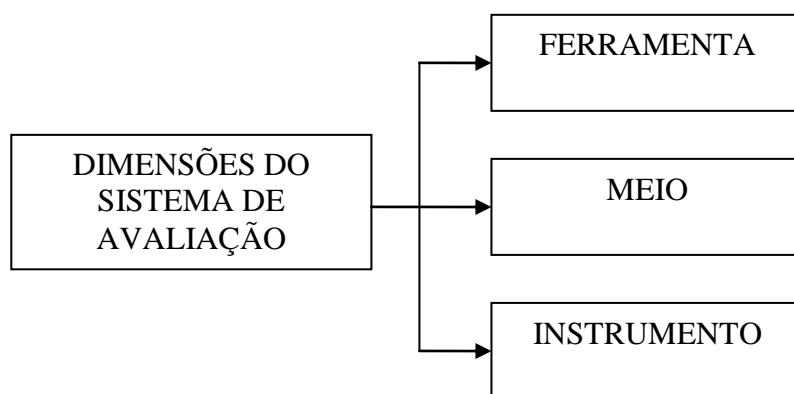 FERRAMENTA
DIMENSÕES DO
SISTEMA DE
AVALIAÇÃO
MEIO
INSTRUMENTO